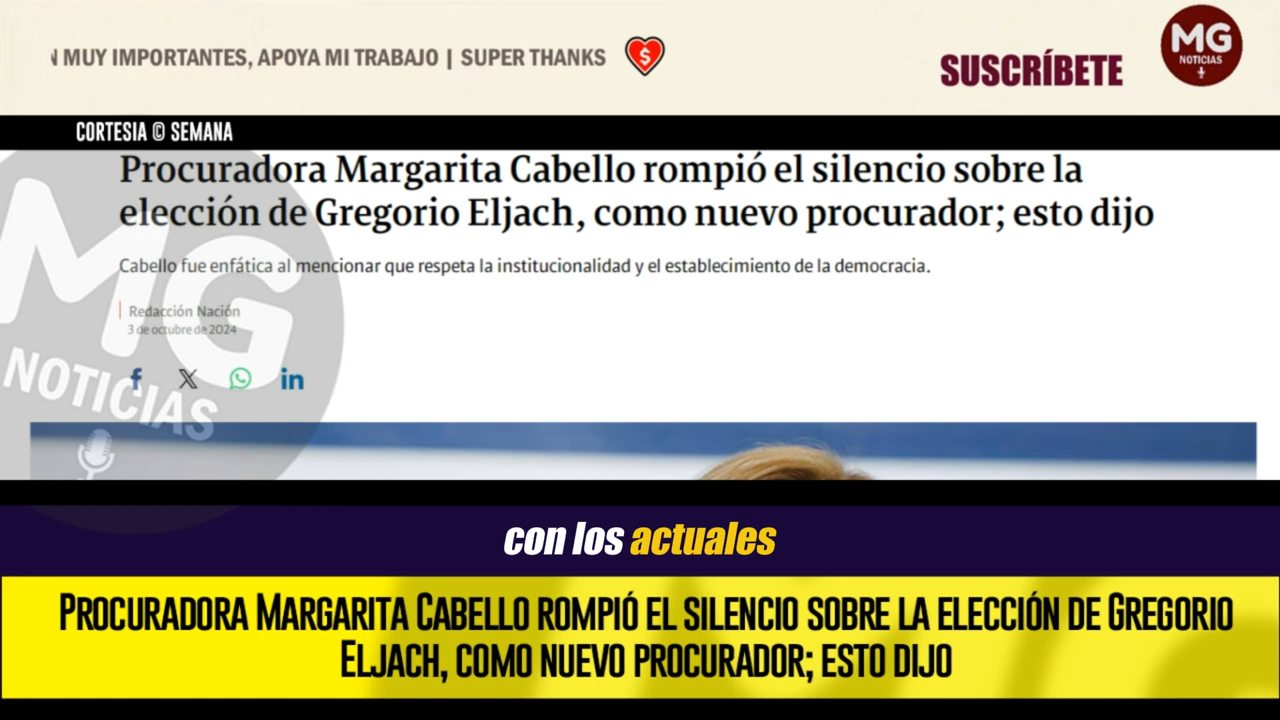 MUY IMPORTANTES, APOYA MI TRABAJO | SUPER THANKS
SUSCRÍBETE
MG
NOTICIAS
CORTESIA © SEMANA
Procuradora Margarita Cabello rompió el silencio sobre la
elección de Gregorio Eljach, como nuevo procurador; esto dijo
Cabello fue enfática al mencionar que respeta la institucionalidad y el establecimiento de la democracia.
Redacción Nación
3 de octubre de 2024
MG
NOTICIAS
con los actuales
PROCURADORA MARGARITA CABELLO ROMPIÓ EL SILENCIO SOBRE LA ELECCIÓN DE GREGORIO
ELJACH, COMO NUEVO PROCURADOR; ESTO DIJO